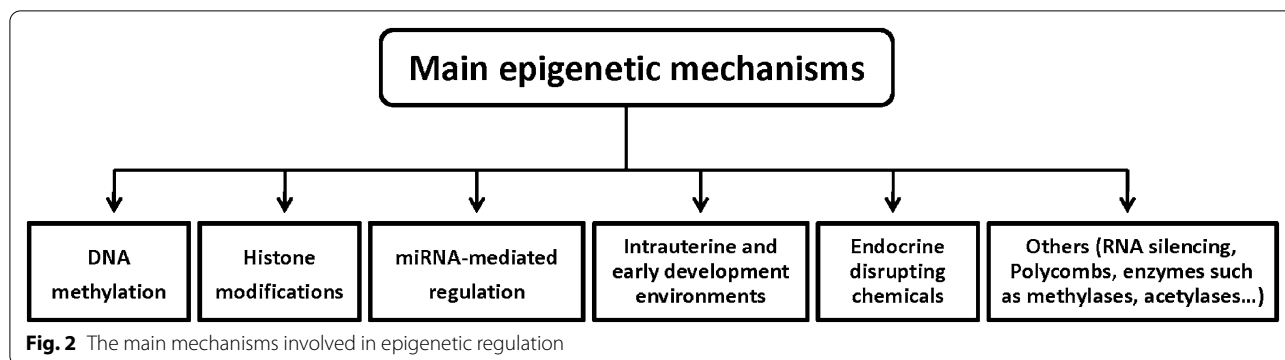 Main epigenetic mechanisms
DNA
methylation
Histone
modifications
miRNA-mediated
regulation
Intrauterine and
early development
environments
Endocrine
disrupting
chemicals
Others (RNA silencing,
Polycombs, enzymes such
as methylases, acetylases...)
Fig. 2 The main mechanisms involved in epigenetic regulation